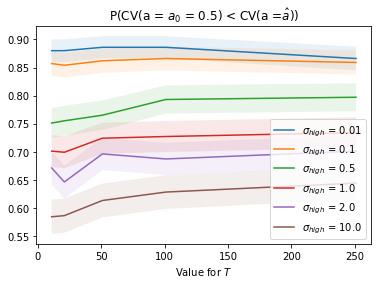 P(CV(a = a₀ = 0.5) < CV(a =â))
0.90
0.85
0.80
0.75
0.70
0.65
0.60
0.55
σhigh = 0.01
σhigh = 0.1
σhigh = 0.5
σhigh = 1.0
σhigh = 2.0
σhigh = 10.0
0 50 100 150 200 250
Value for T